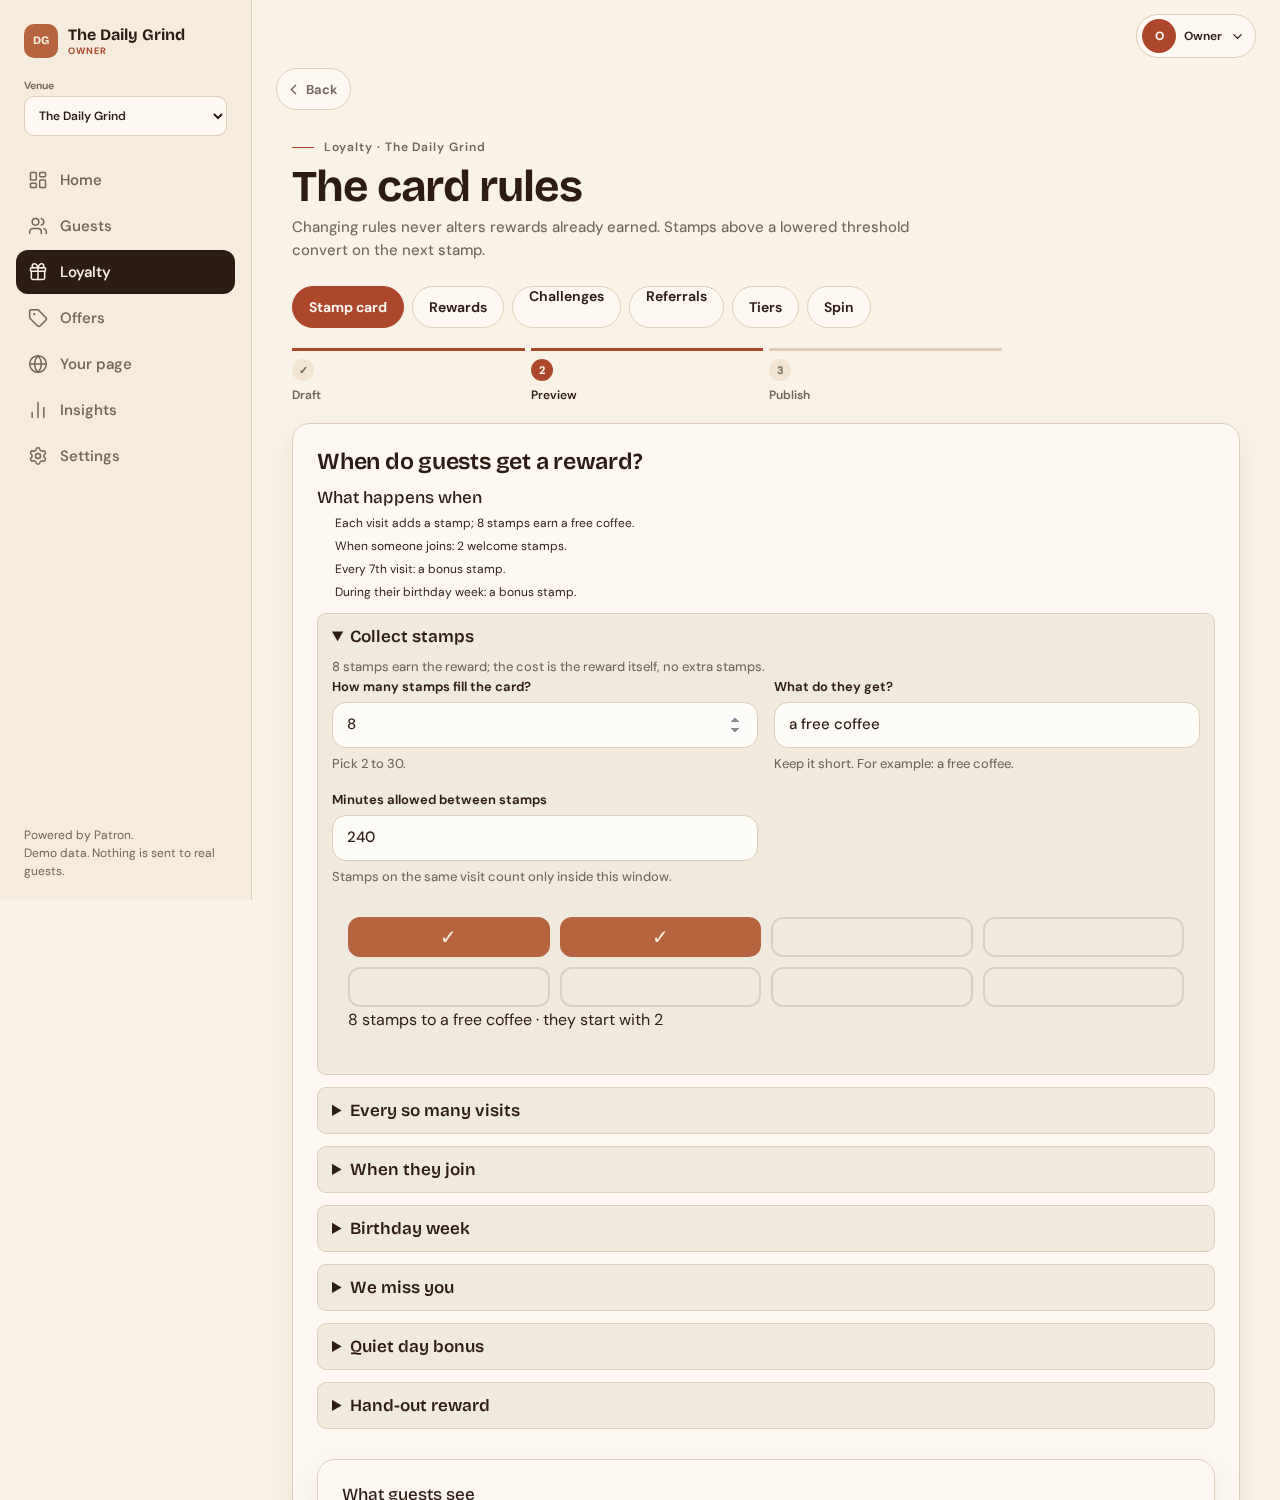 DG
The Daily Grind
OWNER
Venue
The Daily Grind
Home
Guests
Loyalty
Offers
Your page
Insights
Settings
Powered by Patron.
Demo data. Nothing is sent to real
guests.
O
Owner
Back
Loyalty · The Daily Grind
The card rules
Changing rules never alters rewards already earned. Stamps above a lowered threshold
convert on the next stamp.
Stamp card
Rewards
Challenges
Referrals
Tiers
Spin
✓
2
3
Draft
Preview
Publish
When do guests get a reward?
What happens when
Each visit adds a stamp; 8 stamps earn a free coffee.
When someone joins: 2 welcome stamps.
Every 7th visit: a bonus stamp.
During their birthday week: a bonus stamp.
Collect stamps
8 stamps earn the reward; the cost is the reward itself, no extra stamps.
How many stamps fill the card?
8
Pick 2 to 30.
What do they get?
a free coffee
Keep it short. For example: a free coffee.
Minutes allowed between stamps
240
Stamps on the same visit count only inside this window.
✓
✓
8 stamps to a free coffee · they start with 2
Every so many visits
When they join
Birthday week
We miss you
Quiet day bonus
Hand-out reward
What guests see